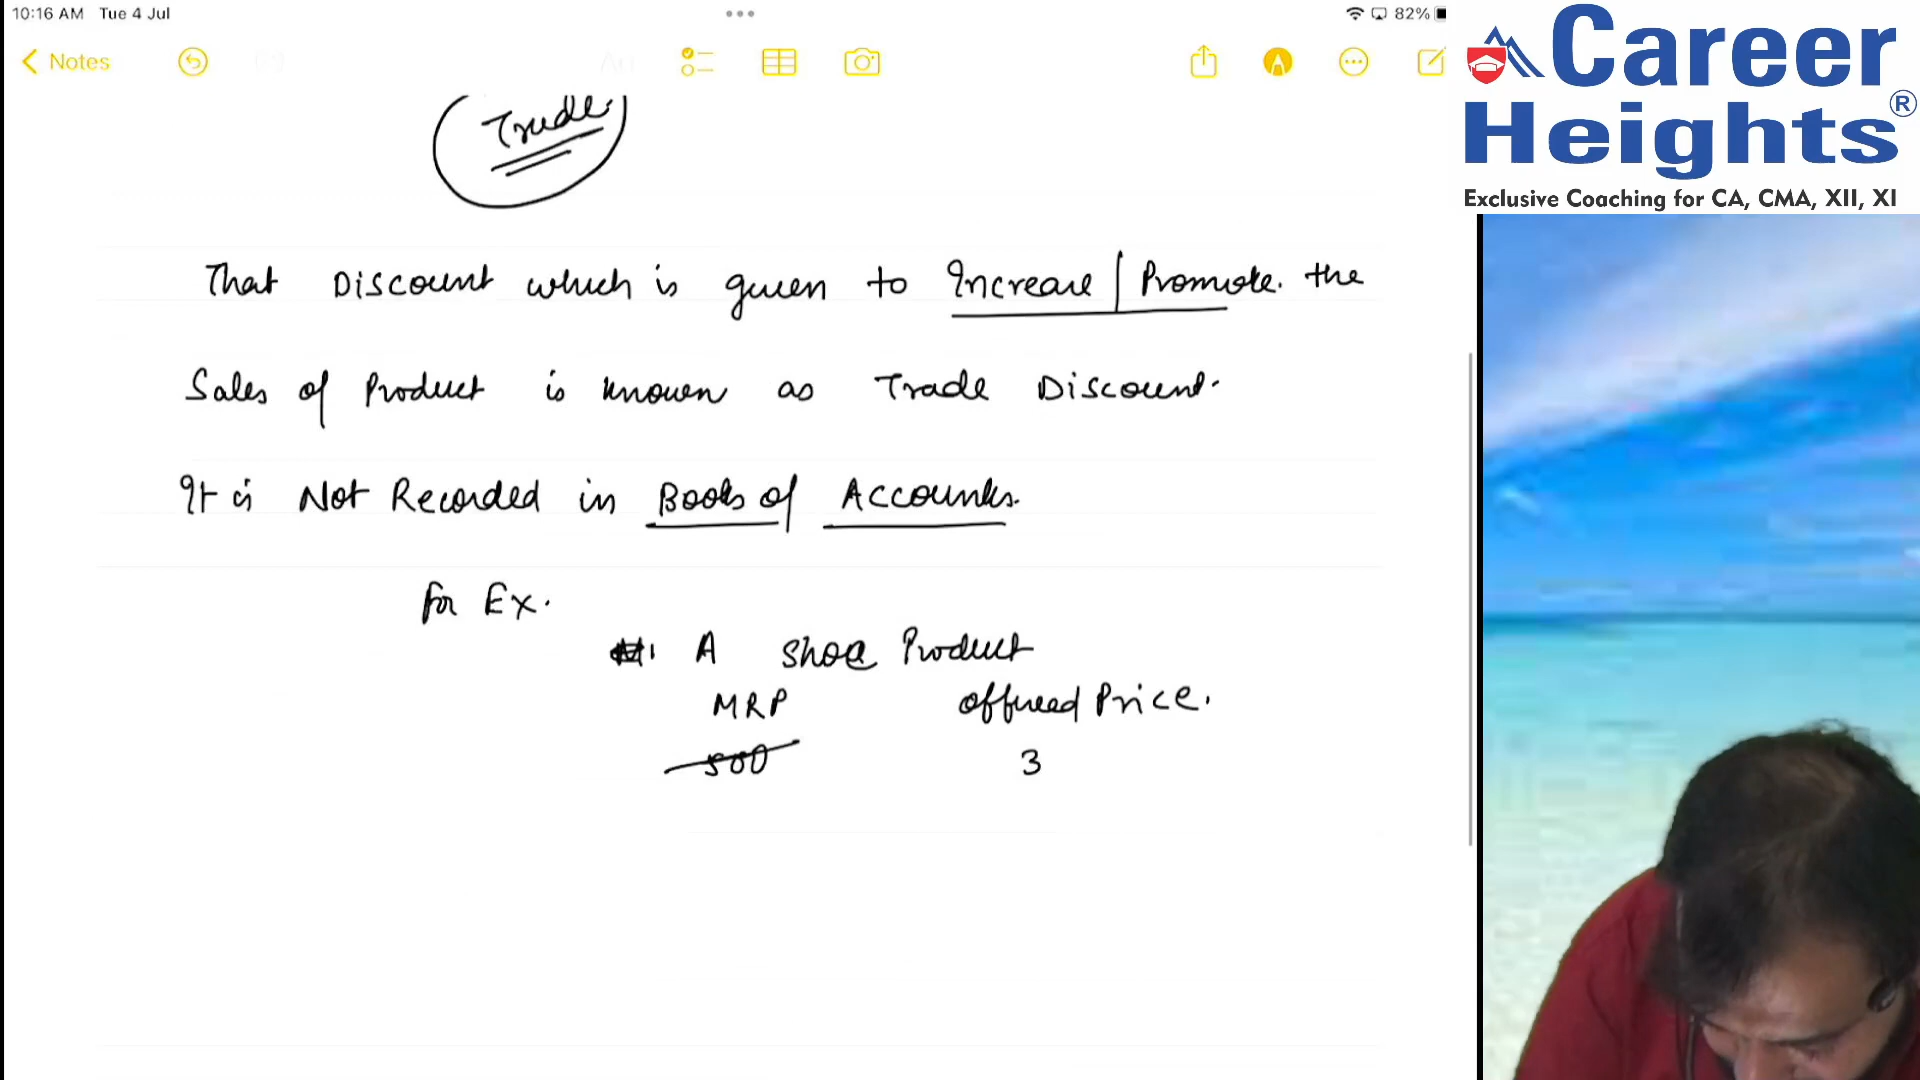 10:16 AM Tue 4 Jul
82%
Notes
Career
Heights®
Exclusive Coaching for CA, CMA, XII, XI
Trade
That Discount which is given to Increase | Promote. the
Sales of Product is known as Trade Discount.
It is Not Recorded in Books of Accounts.
For Ex.
A Shoe Product
MRP offered Price.
500 3